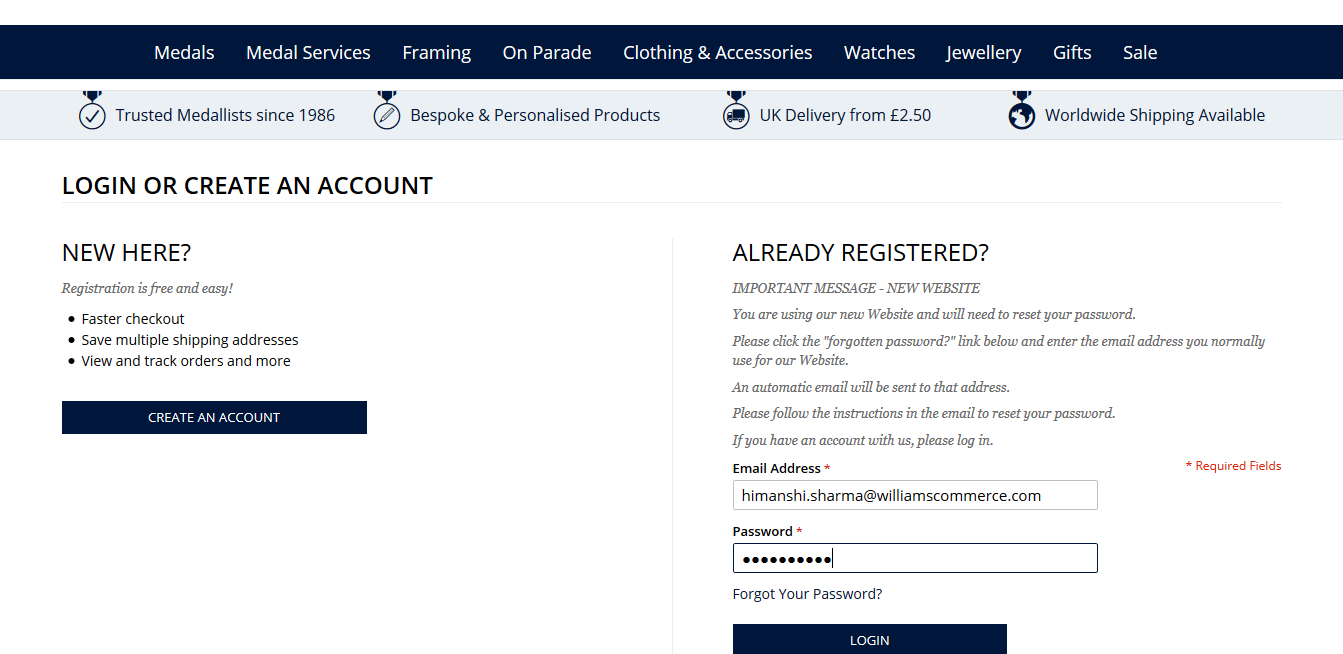 Medals Medal Services Framing On Parade Clothing & Accessories Watches Jewellery Gifts Sale
Trusted Medallists since 1986 Bespoke & Personalised Products UK Delivery from £2.50 Worldwide Shipping Available
LOGIN OR CREATE AN ACCOUNT
NEW HERE?
Registration is free and easy!
Faster checkout
Save multiple shipping addresses
View and track orders and more
CREATE AN ACCOUNT
ALREADY REGISTERED?
IMPORTANT MESSAGE - NEW WEBSITE
You are using our new Website and will need to reset your password.
Please click the "forgotten password?" link below and enter the email address you normally
use for our Website.
An automatic email will be sent to that address.
Please follow the instructions in the email to reset your password.
If you have an account with us, please log in.
Email Address * * Required Fields
himanshi.sharma@williamscommerce.com
Password *
••••••••••
Forgot Your Password?
LOGIN